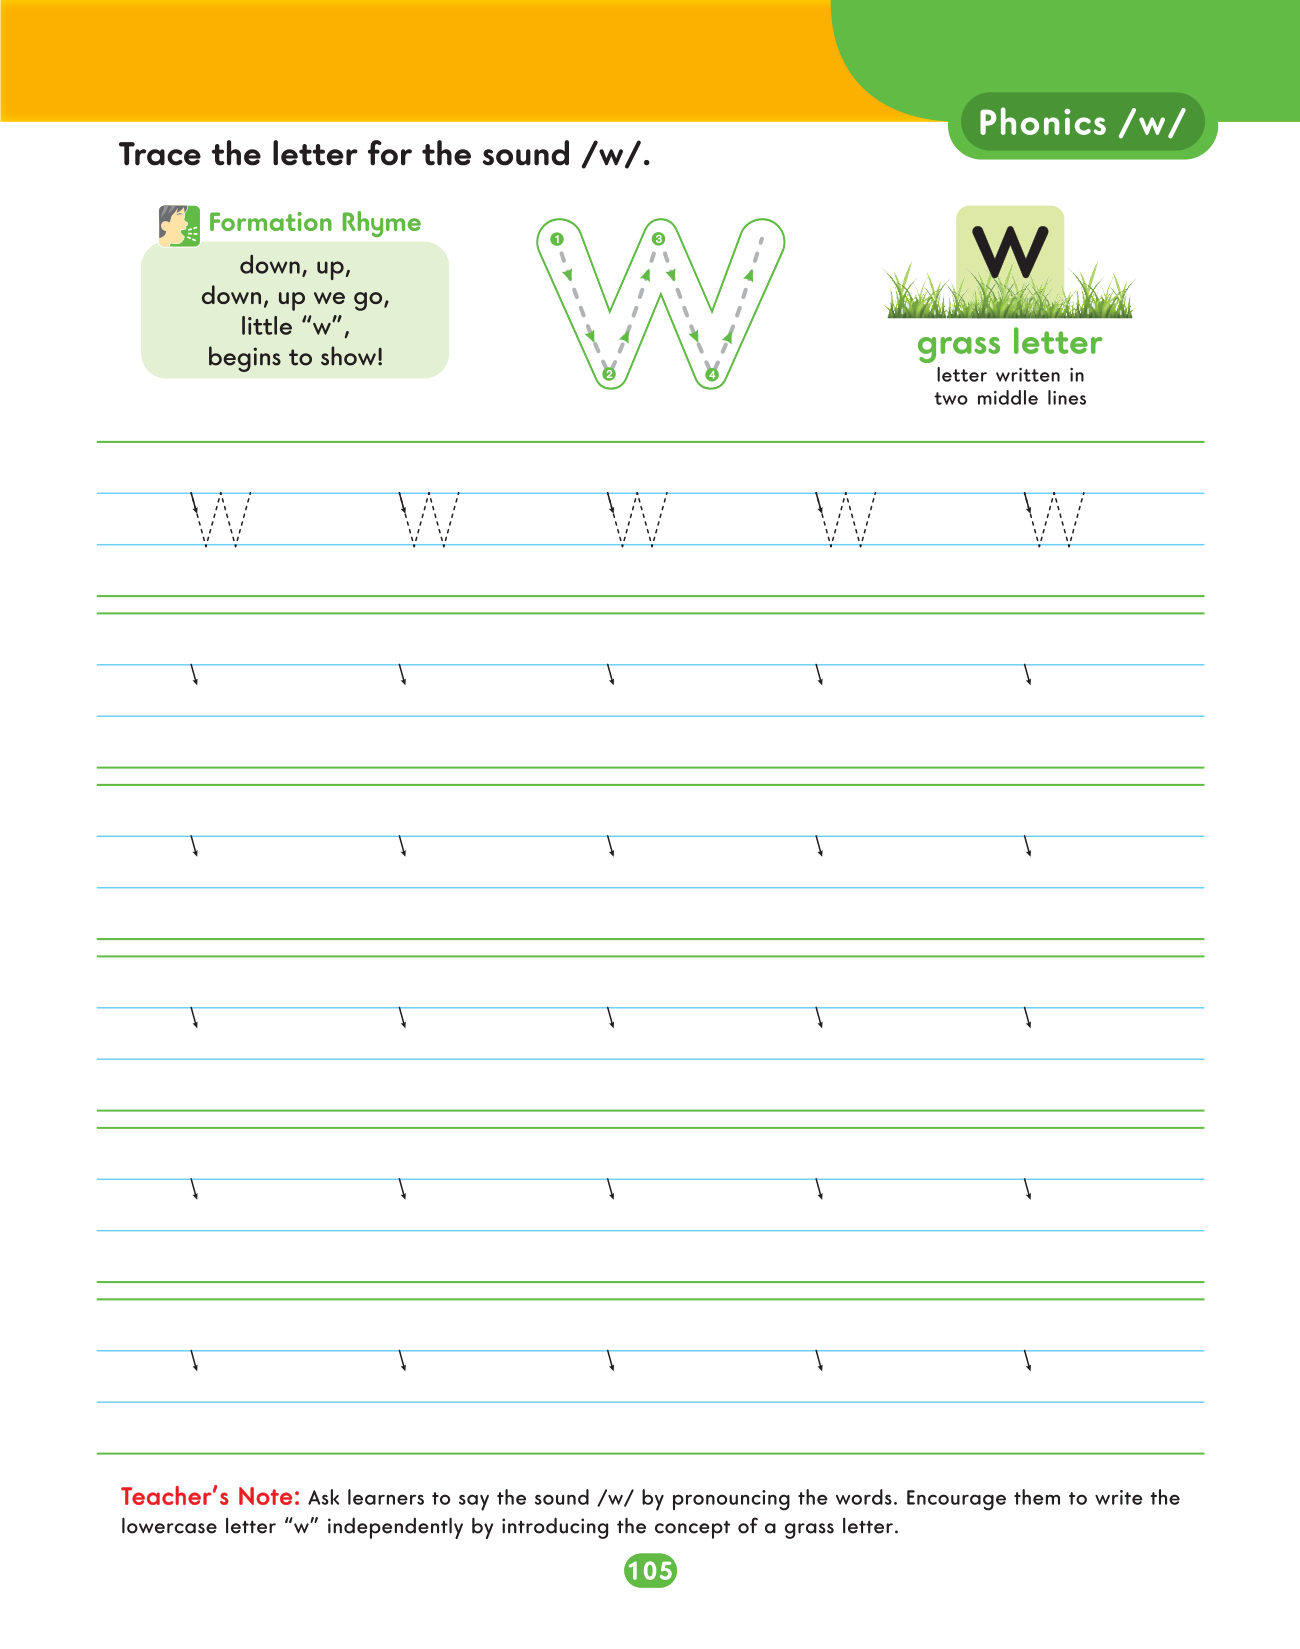 Phonics /w/
Trace the letter for the sound /w/.
Formation Rhyme
down, up,
down, up we go,
little “w”,
begins to show!
1 3
2 4
w
grass letter
letter written in
two middle lines
w w w w w
Teacher’s Note: Ask learners to say the sound /w/ by pronouncing the words. Encourage them to write the
lowercase letter “w” independently by introducing the concept of a grass letter.
105